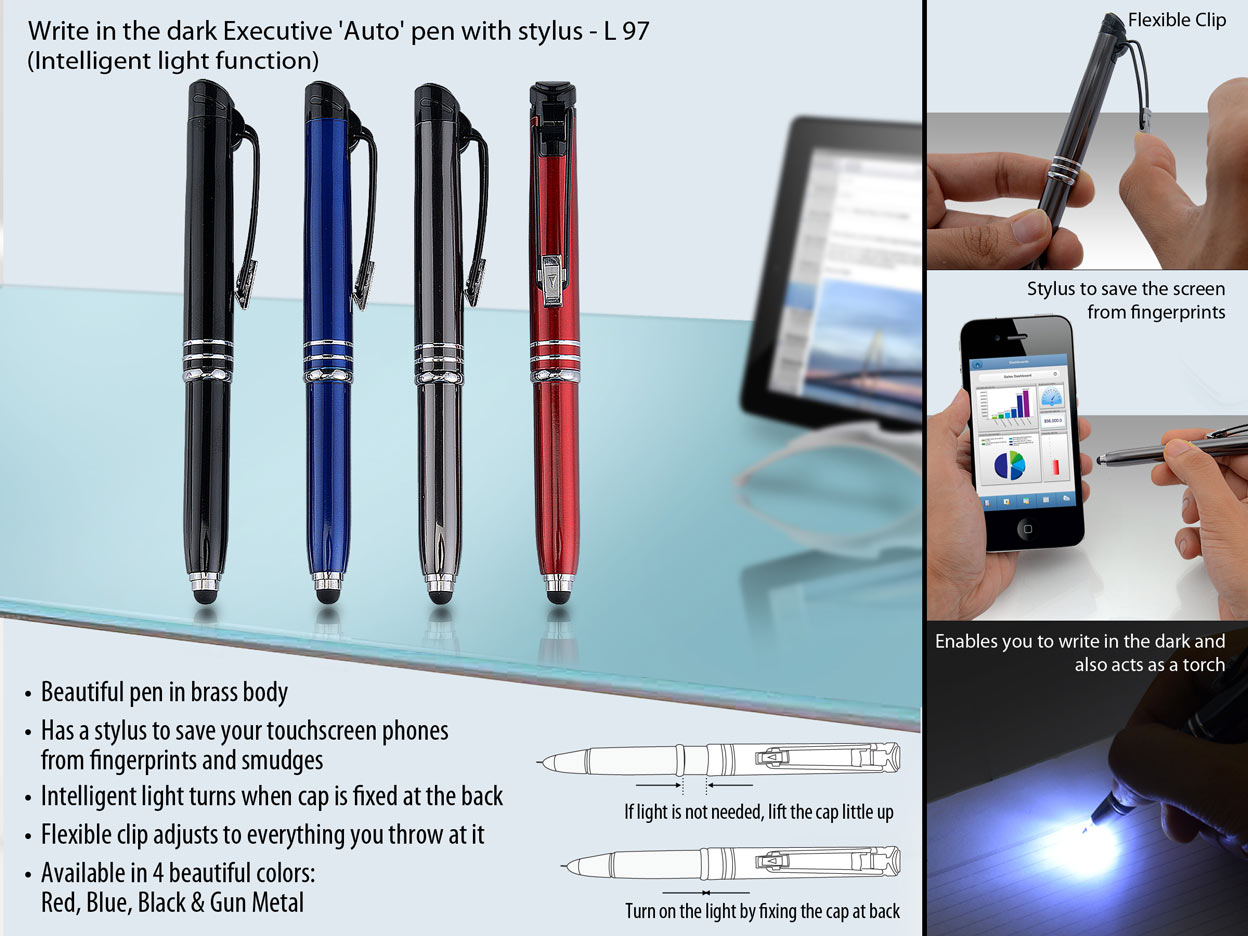 Write in the dark Executive 'Auto' pen with stylus - L 97
(Intelligent light function)
Flexible Clip
Stylus to save the screen
from fingerprints
Enables you to write in the dark and
also acts as a torch
• Beautiful pen in brass body
• Has a stylus to save your touchscreen phones
from fingerprints and smudges
• Intelligent light turns when cap is fixed at the back
• Flexible clip adjusts to everything you throw at it
• Available in 4 beautiful colors:
Red, Blue, Black & Gun Metal
If light is not needed, lift the cap little up
Turn on the light by fixing the cap at back